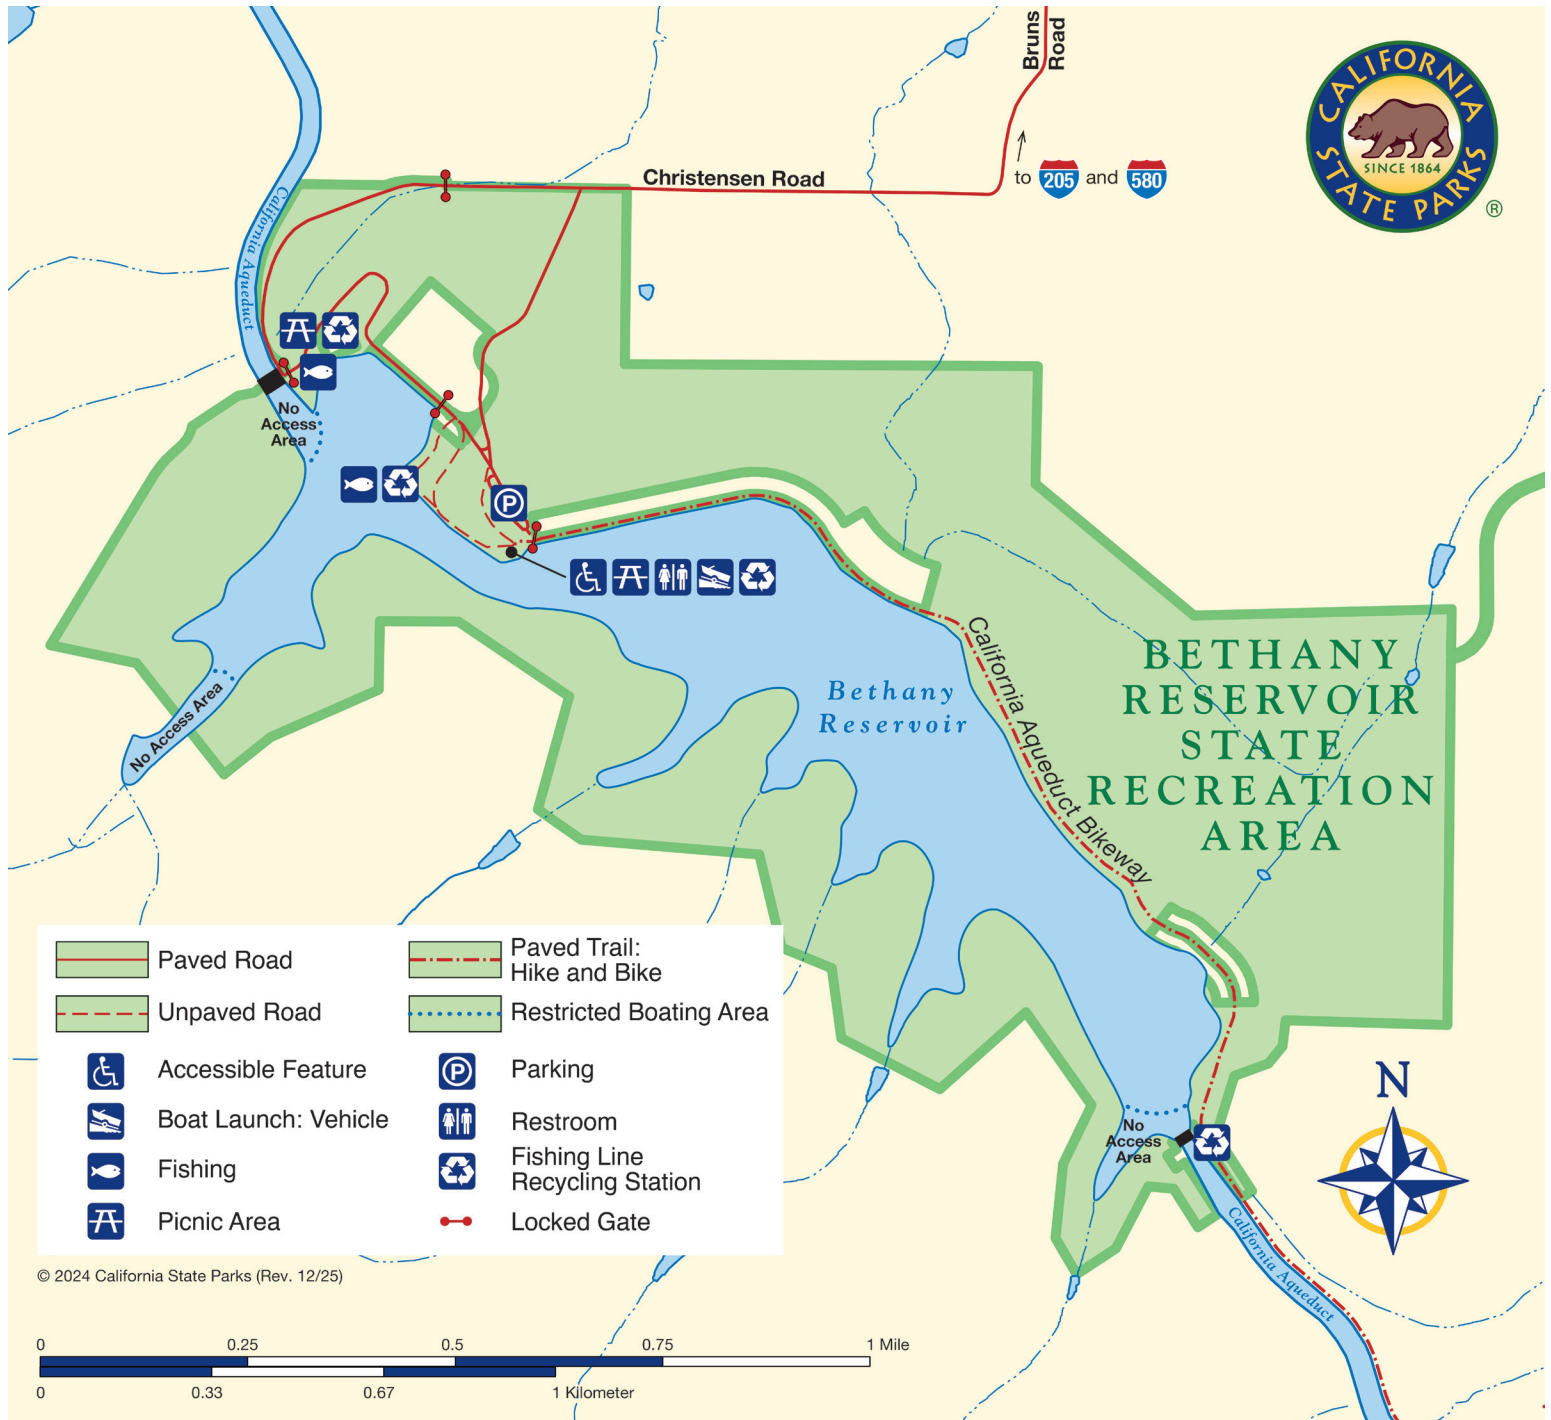 Bruns
Road
CALIFORNIA
SINCE 1864
STATE PARKS
®
Christensen Road
to 205 and 580
California Aqueduct
No
Access
Area
P
No Access Area
Bethany
Reservoir
California Aqueduct Bikeway
BETHANY
RESERVOIR
STATE
RECREATION
AREA
Paved Road
Paved Trail:
Hike and Bike
Unpaved Road
Restricted Boating Area
Accessible Feature
P
Parking
Boat Launch: Vehicle
Restroom
Fishing
Fishing Line
Recycling Station
Picnic Area
Locked Gate
No
Access
Area
N
California Aqueduct
© 2024 California State Parks (Rev. 12/25)
0 0.25 0.5 0.75 1 Mile
0 0.33 0.67 1 Kilometer